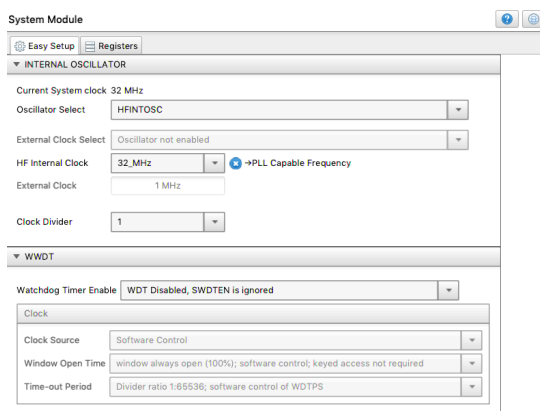 System Module
Easy Setup Registers
INTERNAL OSCILLATOR
Current System clock 32 MHz
Oscillator Select HFINTOSC
External Clock Select Oscillator not enabled
HF Internal Clock 32_MHz →PLL Capable Frequency
External Clock 1 MHz
Clock Divider 1
WWDT
Watchdog Timer Enable WDT Disabled, SWDTEN is ignored
Clock
Clock Source Software Control
Window Open Time window always open (100%); software control; keyed access not required
Time-out Period Divider ratio 1:65536; software control of WDTPS